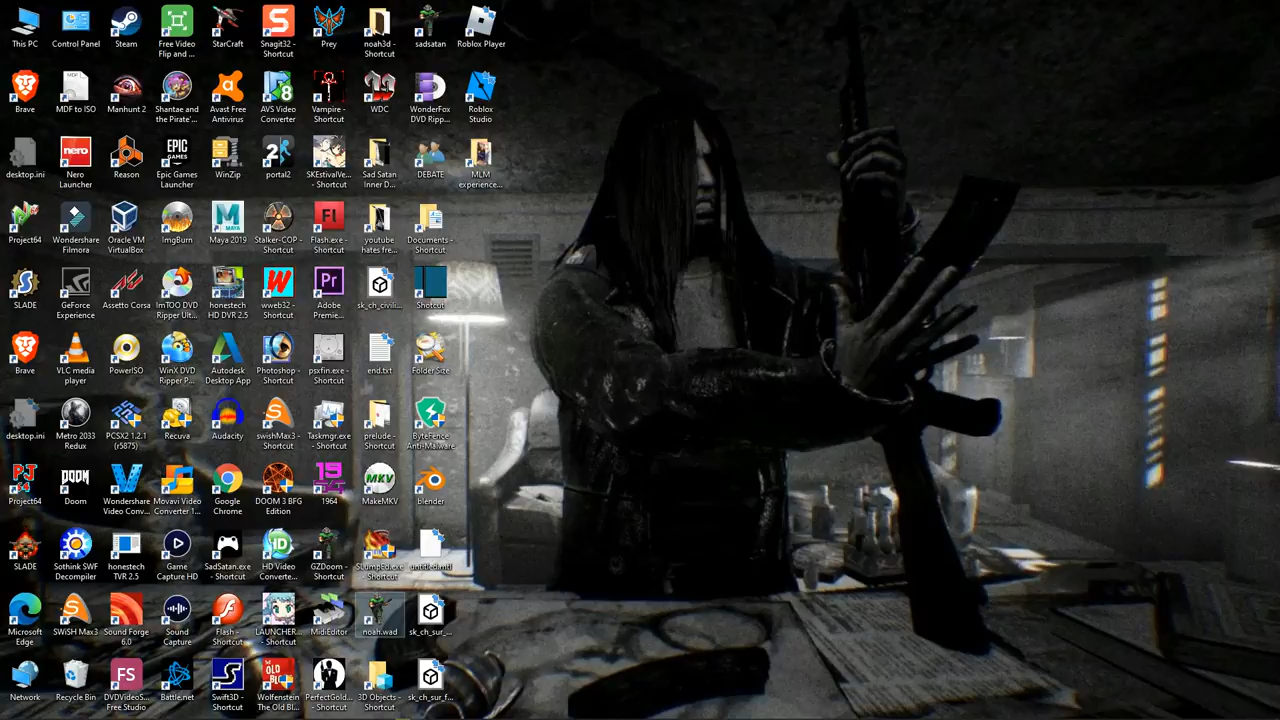 This PC
Control Panel
Steam
Free Video
Flip and ...
StarCraft
Snagit32 -
Shortcut
Prey
noah3d -
Shortcut
sadsatan
Roblox Player
Brave
MDF to ISO
Manhunt 2
Shantae and
the Pirate'...
Avast Free
Antivirus
AVS Video
Converter
Vampire -
Shortcut
WDC
WonderFox
DVD Ripp...
Roblox
Studio
desktop.ini
Nero
Launcher
Reason
Epic Games
Launcher
WinZip
portal2
SKEstivalVe...
- Shortcut
Sad Satan
Inner D...
DEBATE
MLM
experience...
Project64
Wondershare
Filmora
Oracle VM
VirtualBox
ImgBurn
Maya 2019
Stalker-COP
- Shortcut
Flash.exe -
Shortcut
youtube
hates fre...
Documents -
Shortcut
SLADE
GeForce
Experience
Assetto Corsa
ImTOO DVD
Ripper Ult...
honestech
HD DVR 2.5
wweb32 -
Shortcut
Adobe
Premie...
sk_ch_civili...
Shotcut
Brave
VLC media
player
PowerISO
WinX DVD
Ripper P...
Autodesk
Desktop App
Photoshop -
Shortcut
psxfin.exe -
Shortcut
end.txt
Folder Size
desktop.ini
Metro 2033
Redux
PCSX2 1.2.1
(r5875)
Recuva
Audacity
swishMax3 -
Shortcut
Taskmgr.exe
- Shortcut
prelude -
Shortcut
ByteFence
Anti-Malware
Project64
Doom
Wondershare
Video Conv...
Movavi Video
Converter 1...
Google
Chrome
DOOM 3 BFG
Edition
1964
MakeMKV
blender
SLADE
Sothink SWF
Decompiler
honestech
TVR 2.5
Game
Capture HD
SadSatan.exe
- Shortcut
HD Video
Converte...
GZDoom -
Shortcut
SLumpEd.exe
- Shortcut
untitled.mtl
Microsoft
Edge
SWiSH Max3
Sound Forge
6.0
Sound
Capture
Flash -
Shortcut
LAUNCHER...
- Shortcut
MidiEditor
noah.wad
sk_ch_sur_...
Network
Recycle Bin
DVDVideoS...
Free Studio
Battle.net
Swift3D -
Shortcut
Wolfenstein
The Old Bl...
PerfectGold...
- Shortcut
3D Objects -
Shortcut
sk_ch_sur_f...